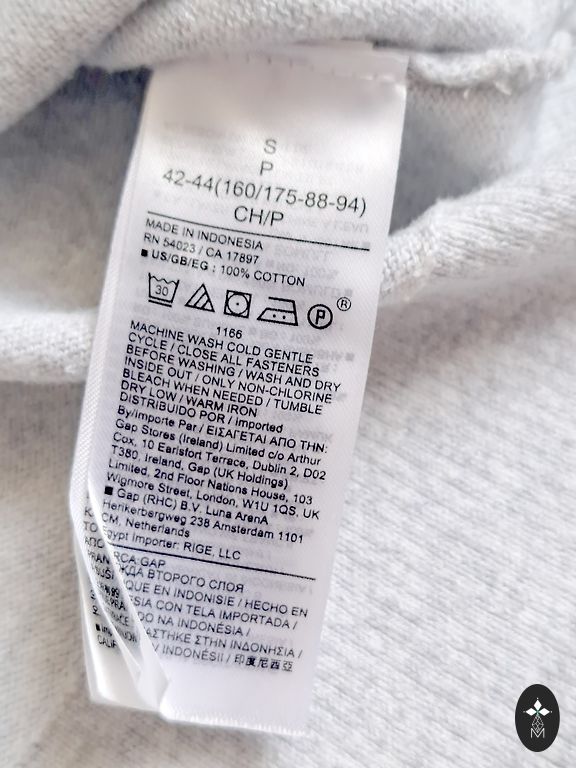 S
P
42-44(160/175-88-94)
CH/P
MADE IN INDONESIA
RN 54023 / CA 17897
■ US/GB/EG : 100% COTTON
30 P ®
1166
MACHINE WASH COLD GENTLE
CYCLE / CLOSE ALL FASTENERS
BEFORE WASHING / WASH AND DRY
INSIDE OUT / ONLY NON-CHLORINE
BLEACH WHEN NEEDED / TUMBLE
DRY LOW / WARM IRON
DISTRIBUIDO POR / imported
By/Importe Par / ΕΙΣΑΓΕΤΑΙ ΑΠΟ ΤΗΝ:
Gap Stores (Ireland) Limited c/o Arthur
Cox, 10 Earlsfort Terrace, Dublin 2, D02
T380, Ireland, Gap (UK Holdings)
Limited, 2nd Floor Nations House, 103
Wigmore Street, London, W1U 1QS, UK
■ Gap (RHC) B.V. Luna ArenA
Herikerbergweg 238 Amsterdam 1101
CM, Netherlands
Egypt Importer: RIGE, LLC
RCA:GAP
ВТОРОГО СЛОЯ
QUE EN INDONISIE / HECHO EN
SIA CON TELA IMPORTADA /
DO NA INDONÉSIA /
ΑΣΤΗΚΕ ΣΤΗΝ ΙΝΔΟΝΗΣΙΑ /
INDONÉSII / 印度尼西亞
M